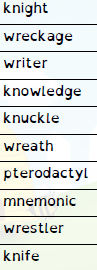 knight
wreckage
writer
knowledge
knuckle
wreath
pterodactyl
mnemonic
wrestler
knife